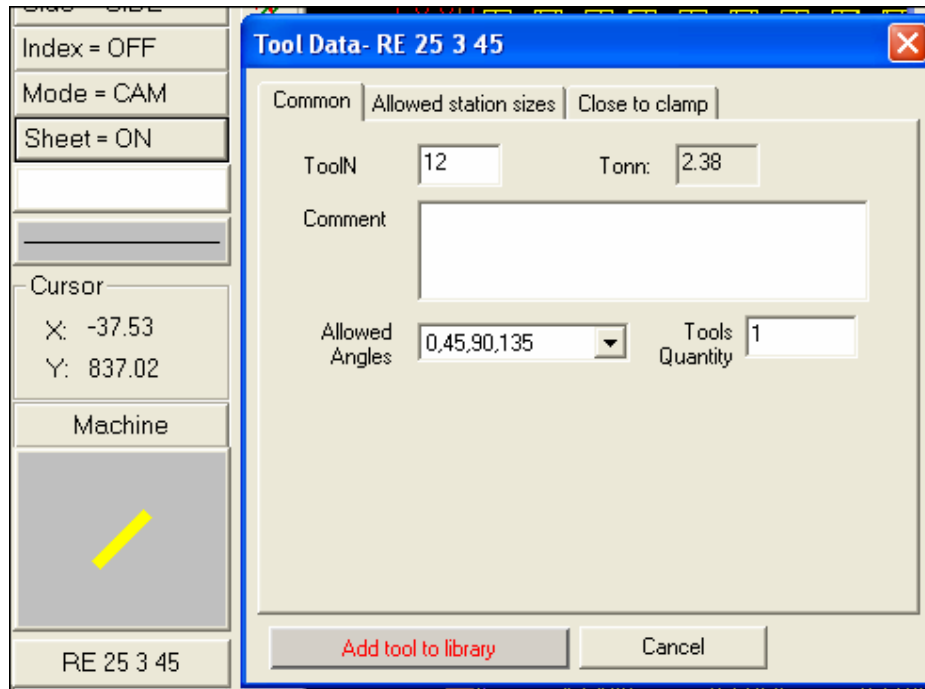 Index = OFF
Mode = CAM
Sheet = ON
Cursor
X: -37.53
Y: 837.02
Machine
RE 25 3 45
Tool Data- RE 25 3 45
Common
Allowed station sizes
Close to clamp
ToolN
12
Tonn:
2.38
Comment
Allowed
Angles
0,45,90,135
Tools
Quantity
1
Add tool to library
Cancel